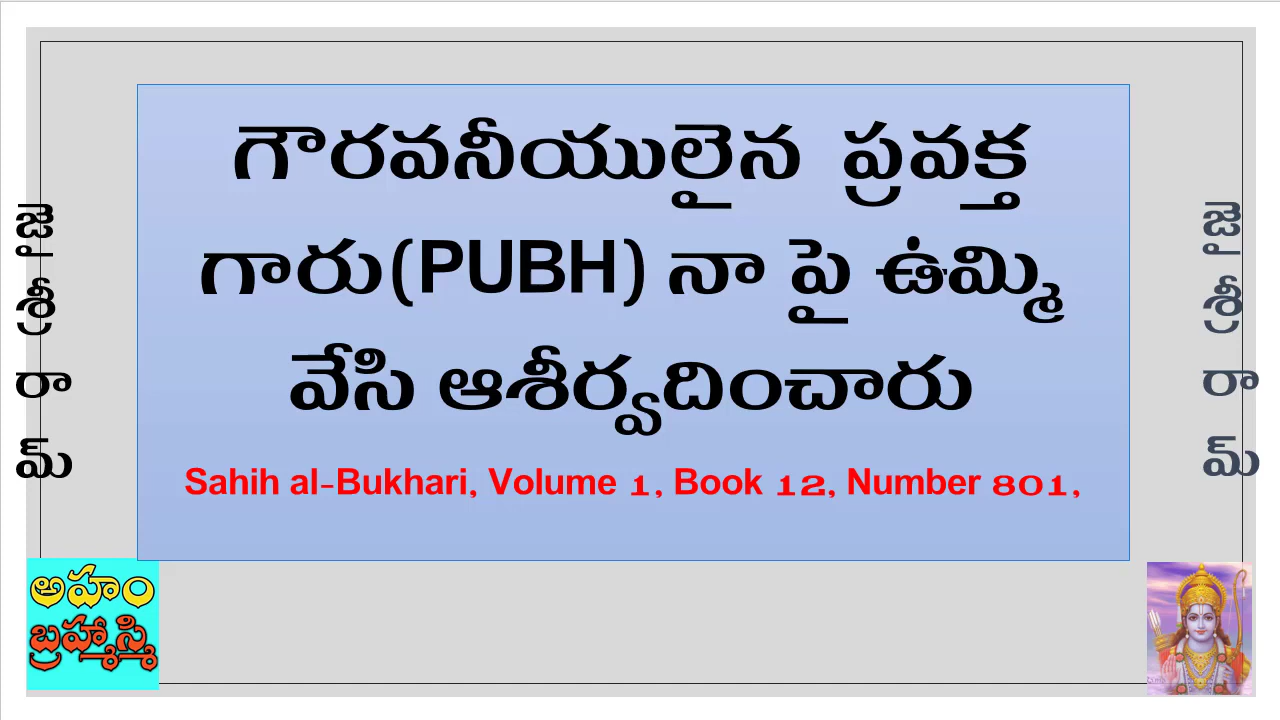 గౌరవనీయులైన ప్రవక్త
గారు(PUBH) నా పై ఉమ్మి
వేసి ఆశీర్వదించారు
Sahih al-Bukhari, Volume 1, Book 12, Number 801,
జై
శ్రీ
రా
మ్
జై
శ్రీ
రా
మ్
అహం
బ్రహ్మాస్మి